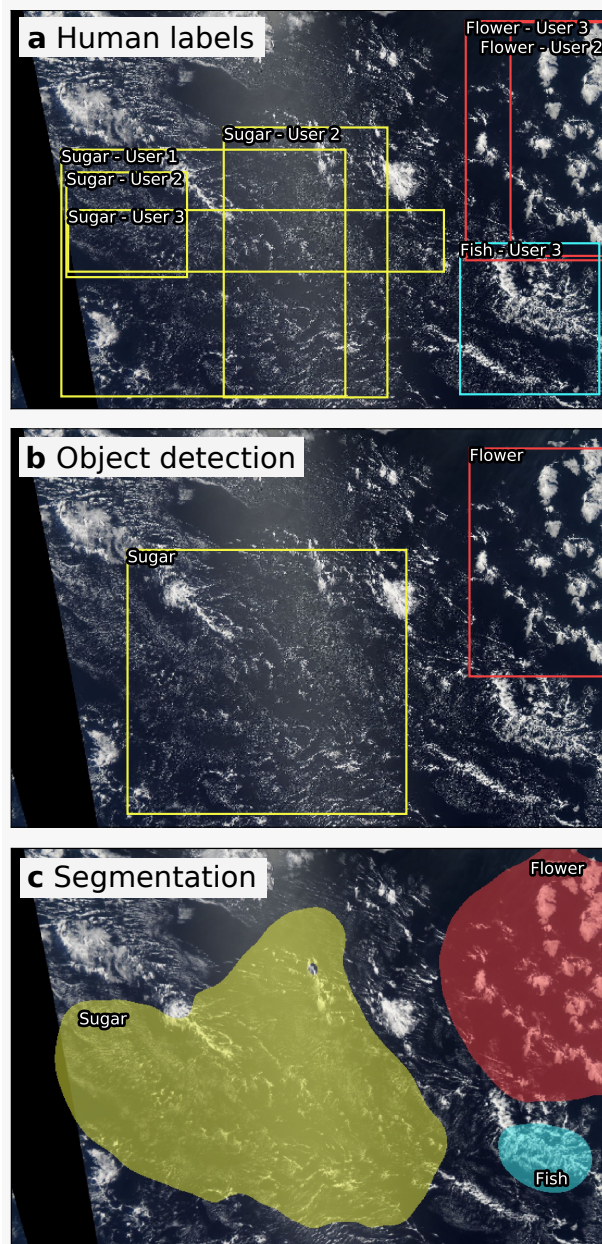 a Human labels
Flower - User 3
Flower - User 2
Sugar - User 2
Sugar - User 1
Sugar - User 2
Sugar - User 3
Fish - User 3
b Object detection
Flower
Sugar
c Segmentation
Flower
Sugar
Fish